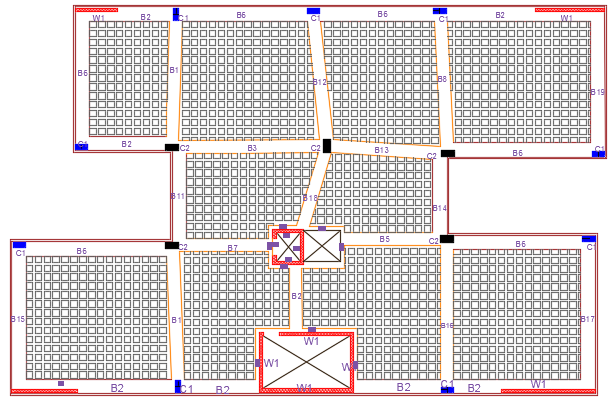 W1 B2 C1 B6 C1 B6 C1 B2 W1
B6 B1 B12 B8 B19
C1 B2 C2 B3 C2 B13 C2 B6 C1
B11 B18 B14
C1 B6 C2 B7 B5 C2 B6 C1
B15 B1 B2 B16 B17
W1 W1 W1
B2 C1 B2 W1 C1 B2 W1